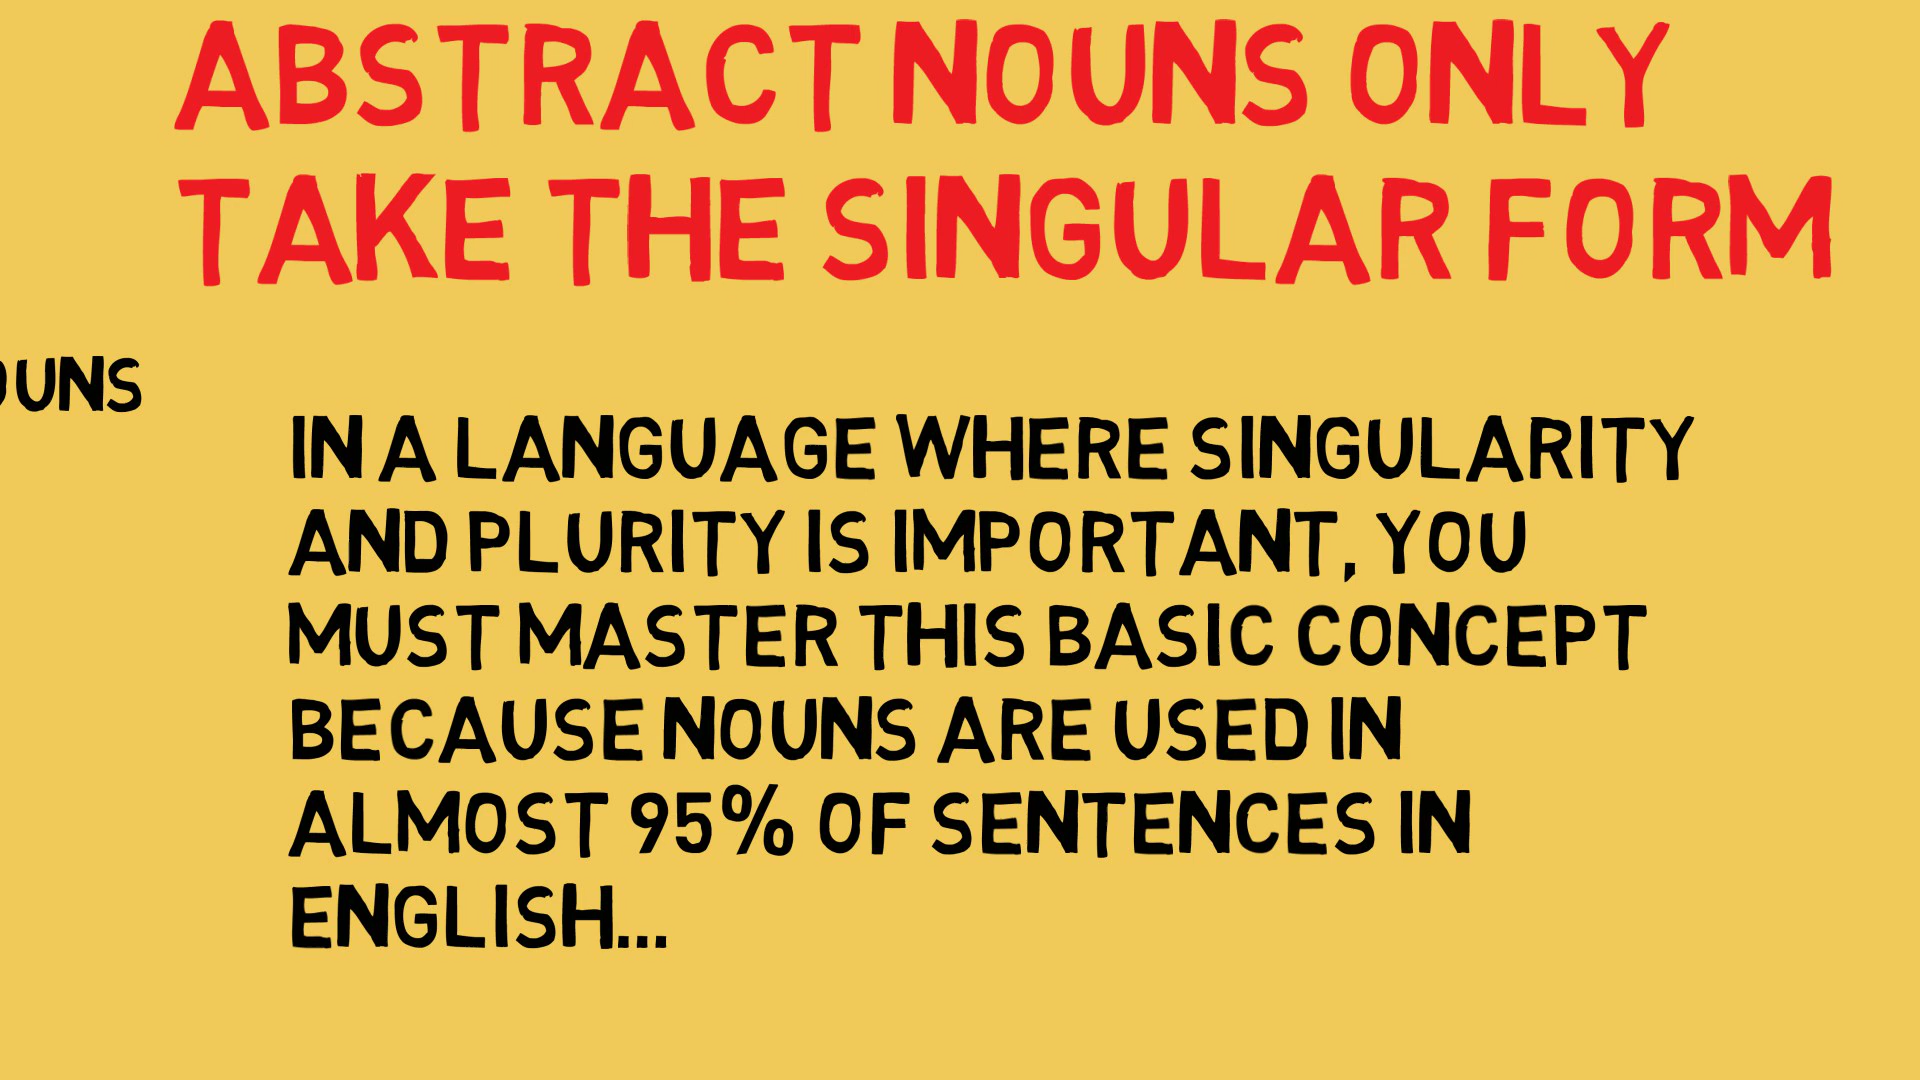 ABSTRACT NOUNS ONLY
TAKE THE SINGULAR FORM
IN A LANGUAGE WHERE SINGULARITY
AND PLURITY IS IMPORTANT, YOU
MUST MASTER THIS BASIC CONCEPT
BECAUSE NOUNS ARE USED IN
ALMOST 95% OF SENTENCES IN
ENGLISH...